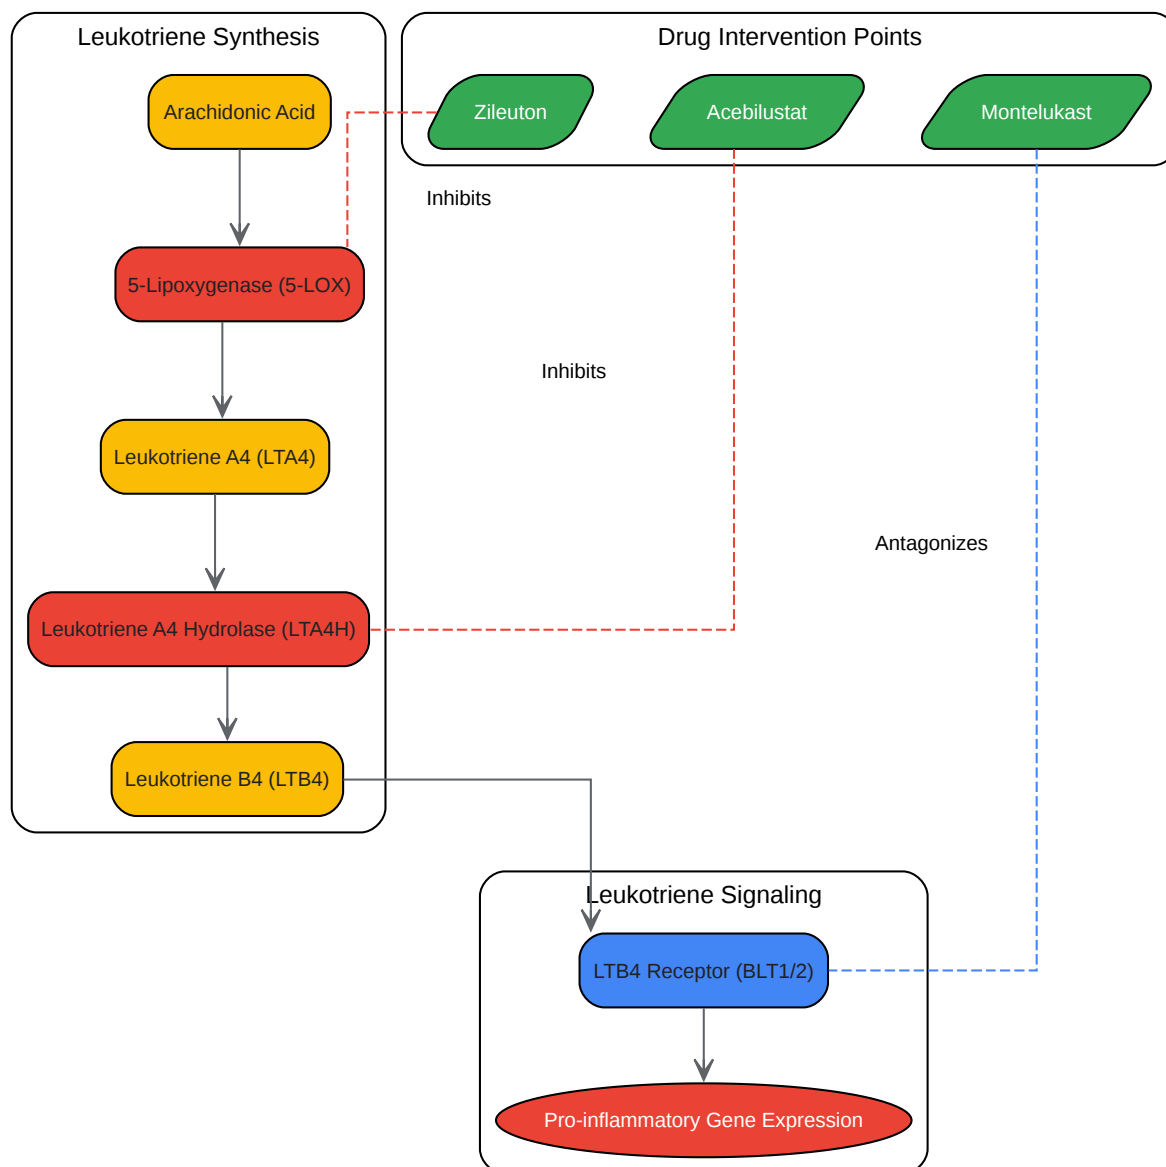 Leukotriene Synthesis
Drug Intervention Points
Arachidonic Acid
Zileuton
Acebilustat
Montelukast
Inhibits
5-Lipoxygenase (5-LOX)
Inhibits
Leukotriene A4 (LTA4)
Antagonizes
Leukotriene A4 Hydrolase (LTA4H)
Leukotriene B4 (LTB4)
Leukotriene Signaling
LTB4 Receptor (BLT1/2)
Pro-inflammatory Gene Expression